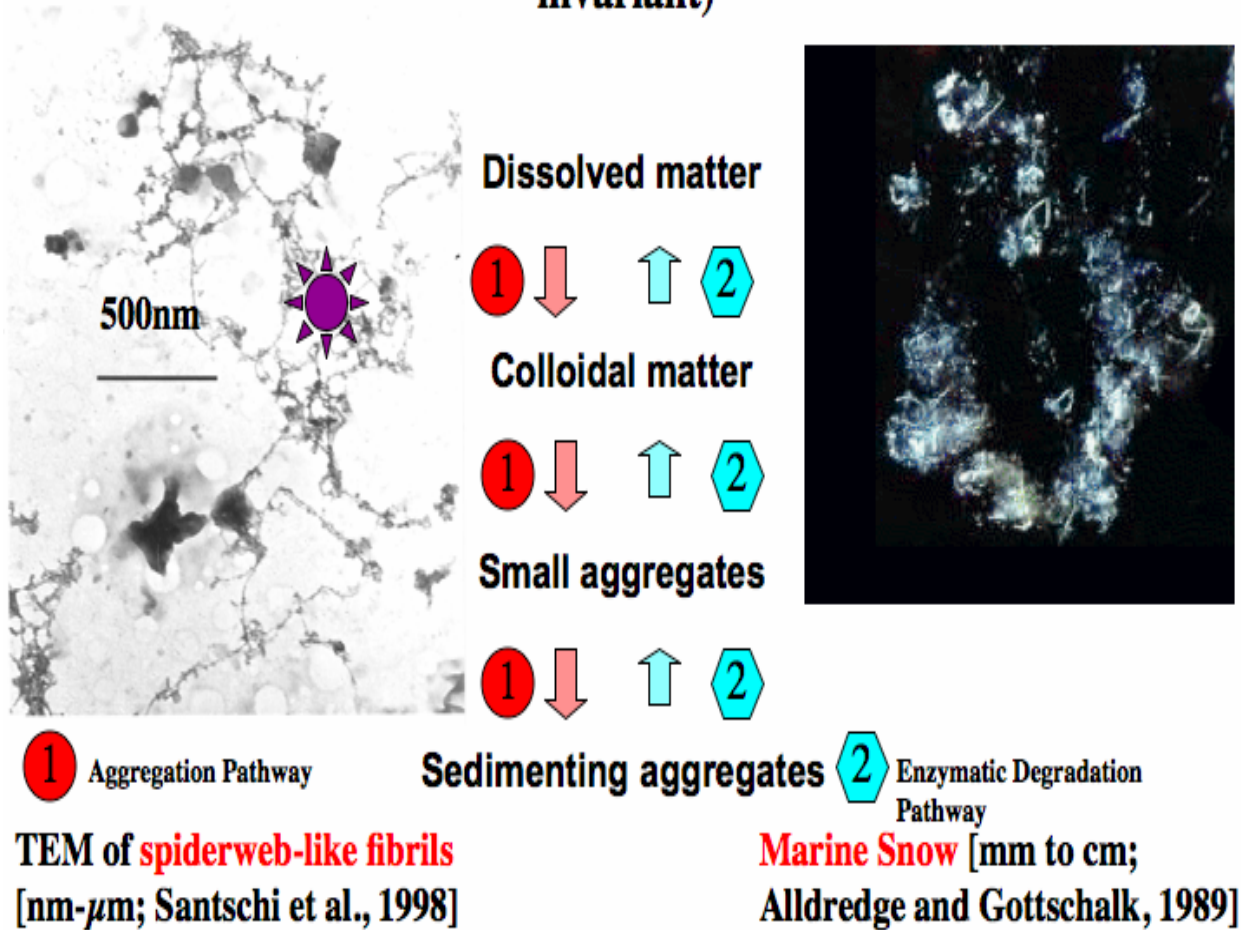 invariant)
Dissolved matter
1 2
500nm
Colloidal matter
1 2
Small aggregates
1 2
1 Aggregation Pathway
Sedimenting aggregates
2 Enzymatic Degradation
Pathway
TEM of spiderweb-like fibrils
[nm-µm; Santschi et al., 1998]
Marine Snow [mm to cm;
Alldredge and Gottschalk, 1989]